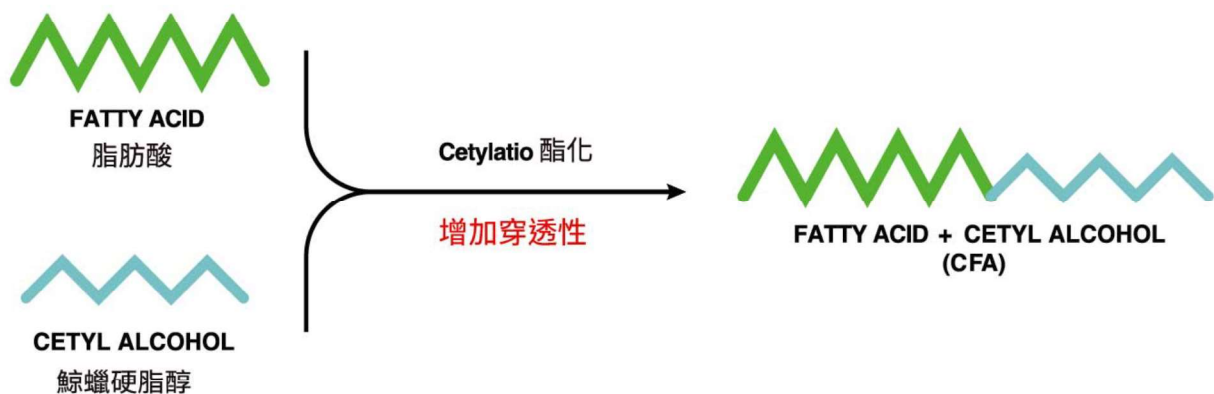 FATTY ACID
脂肪酸
CETYL ALCOHOL
鯨蠟硬脂醇
Cetylatio 酯化
增加穿透性
FATTY ACID + CETYL ALCOHOL
(CFA)